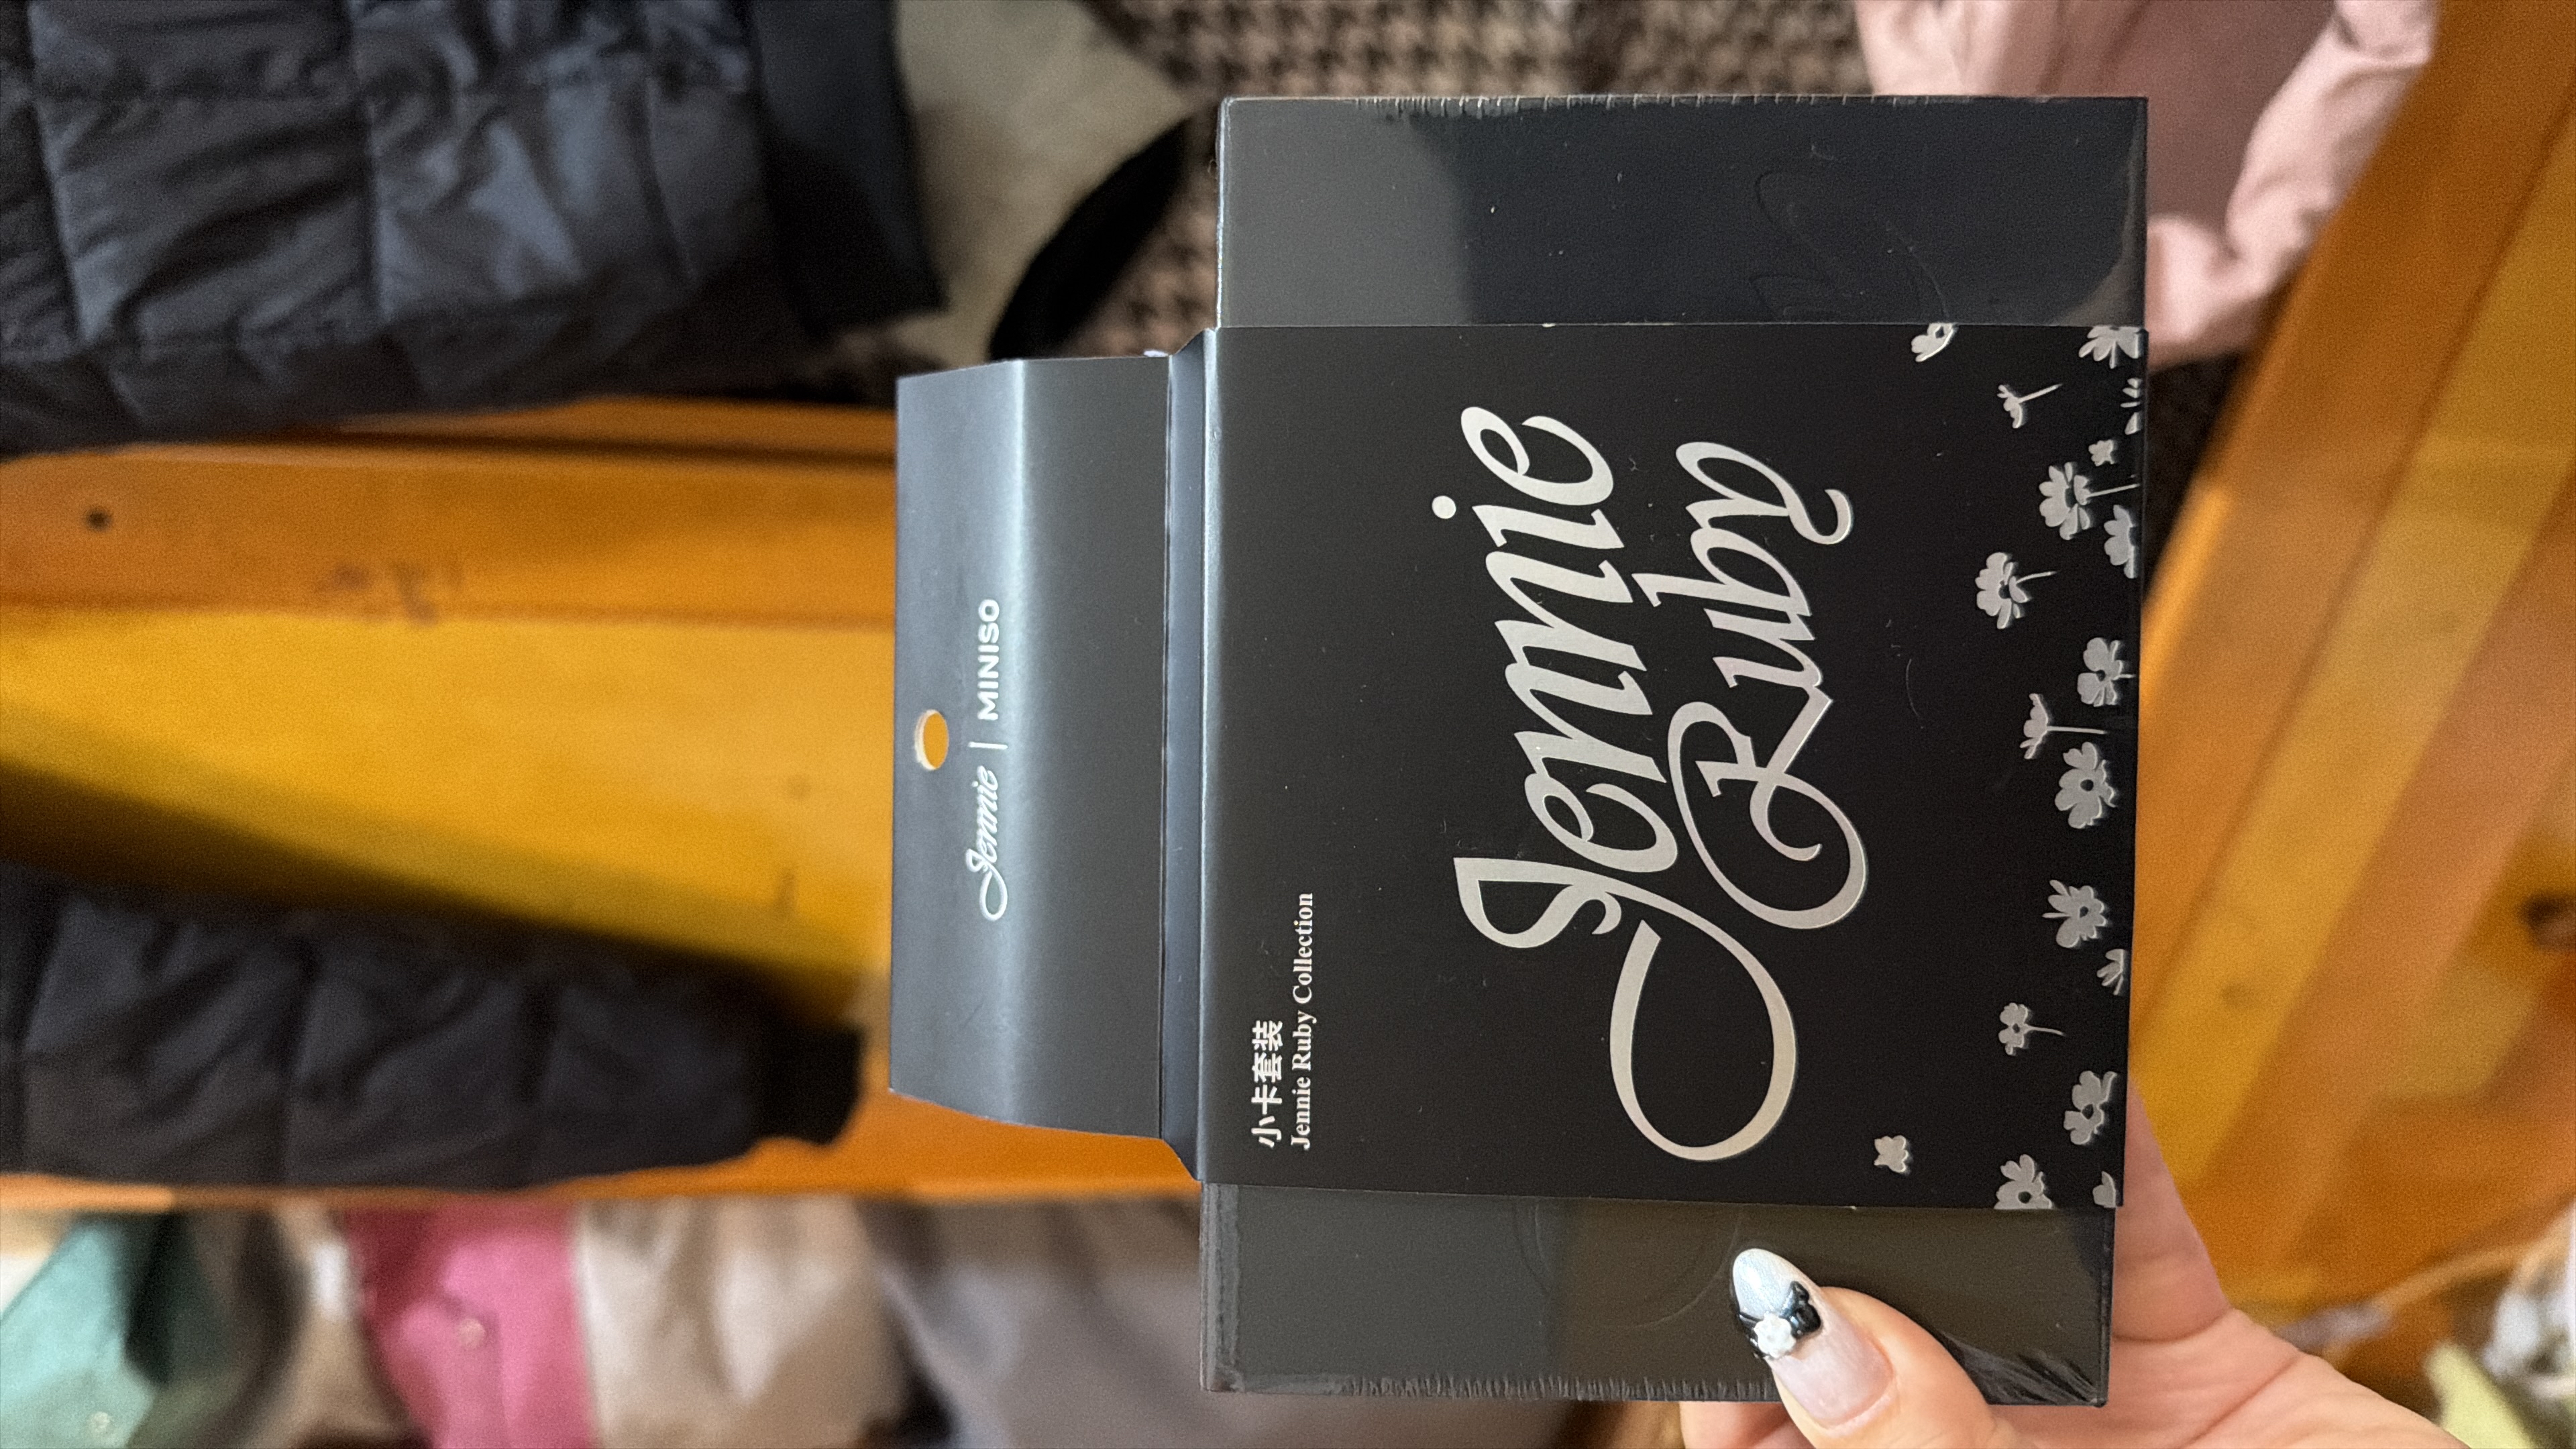 Jennie | MINISO
小卡套装
Jennie Ruby Collection
Jennie
Ruby